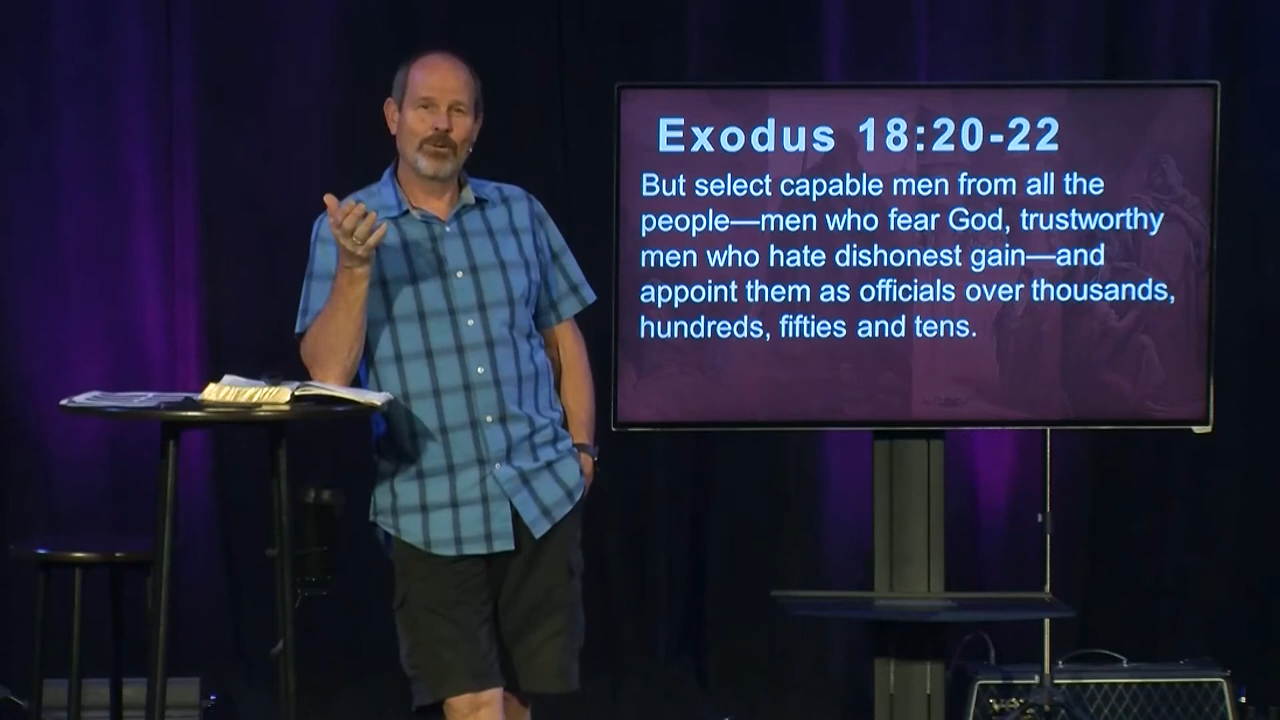 Exodus 18:20-22
But select capable men from all the
people—men who fear God, trustworthy
men who hate dishonest gain—and
appoint them as officials over thousands,
hundreds, fifties and tens.